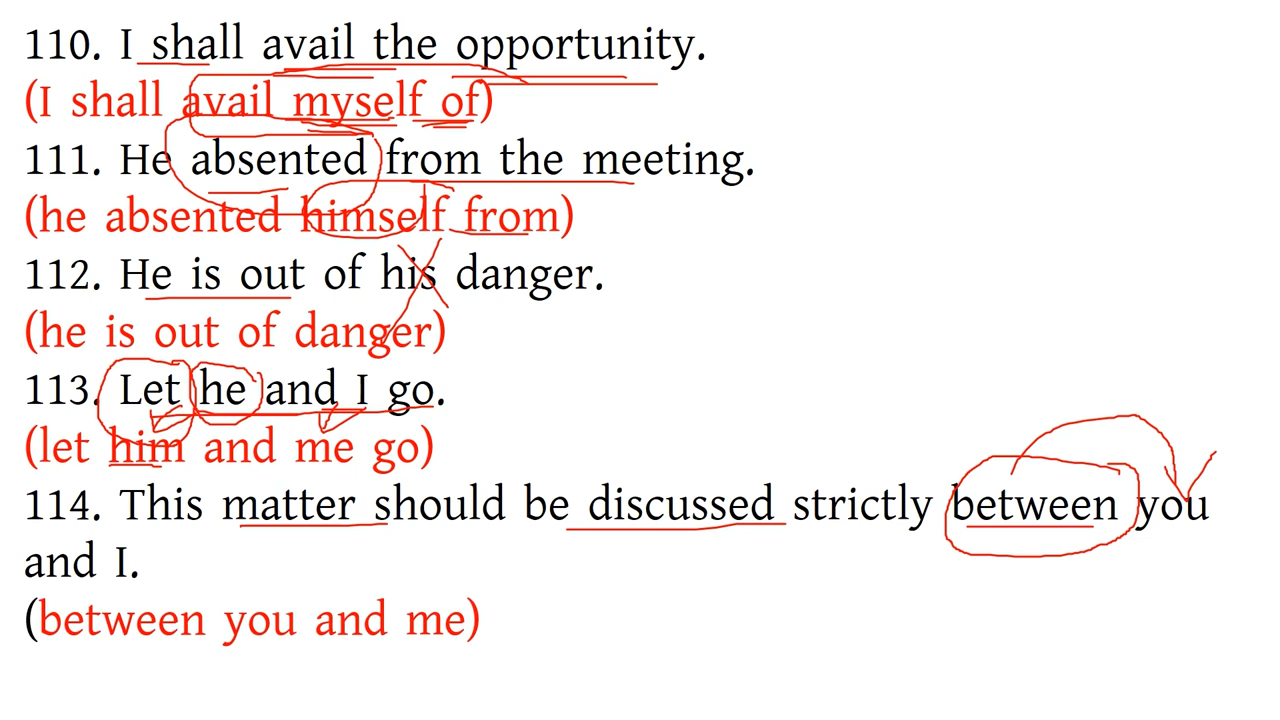 110. I shall avail the opportunity.
(I shall avail myself of)
111. He absented from the meeting.
(he absented himself from)
112. He is out of his danger.
(he is out of danger)
113. Let he and I go.
(let him and me go)
114. This matter should be discussed strictly between you
and I.
(between you and me)